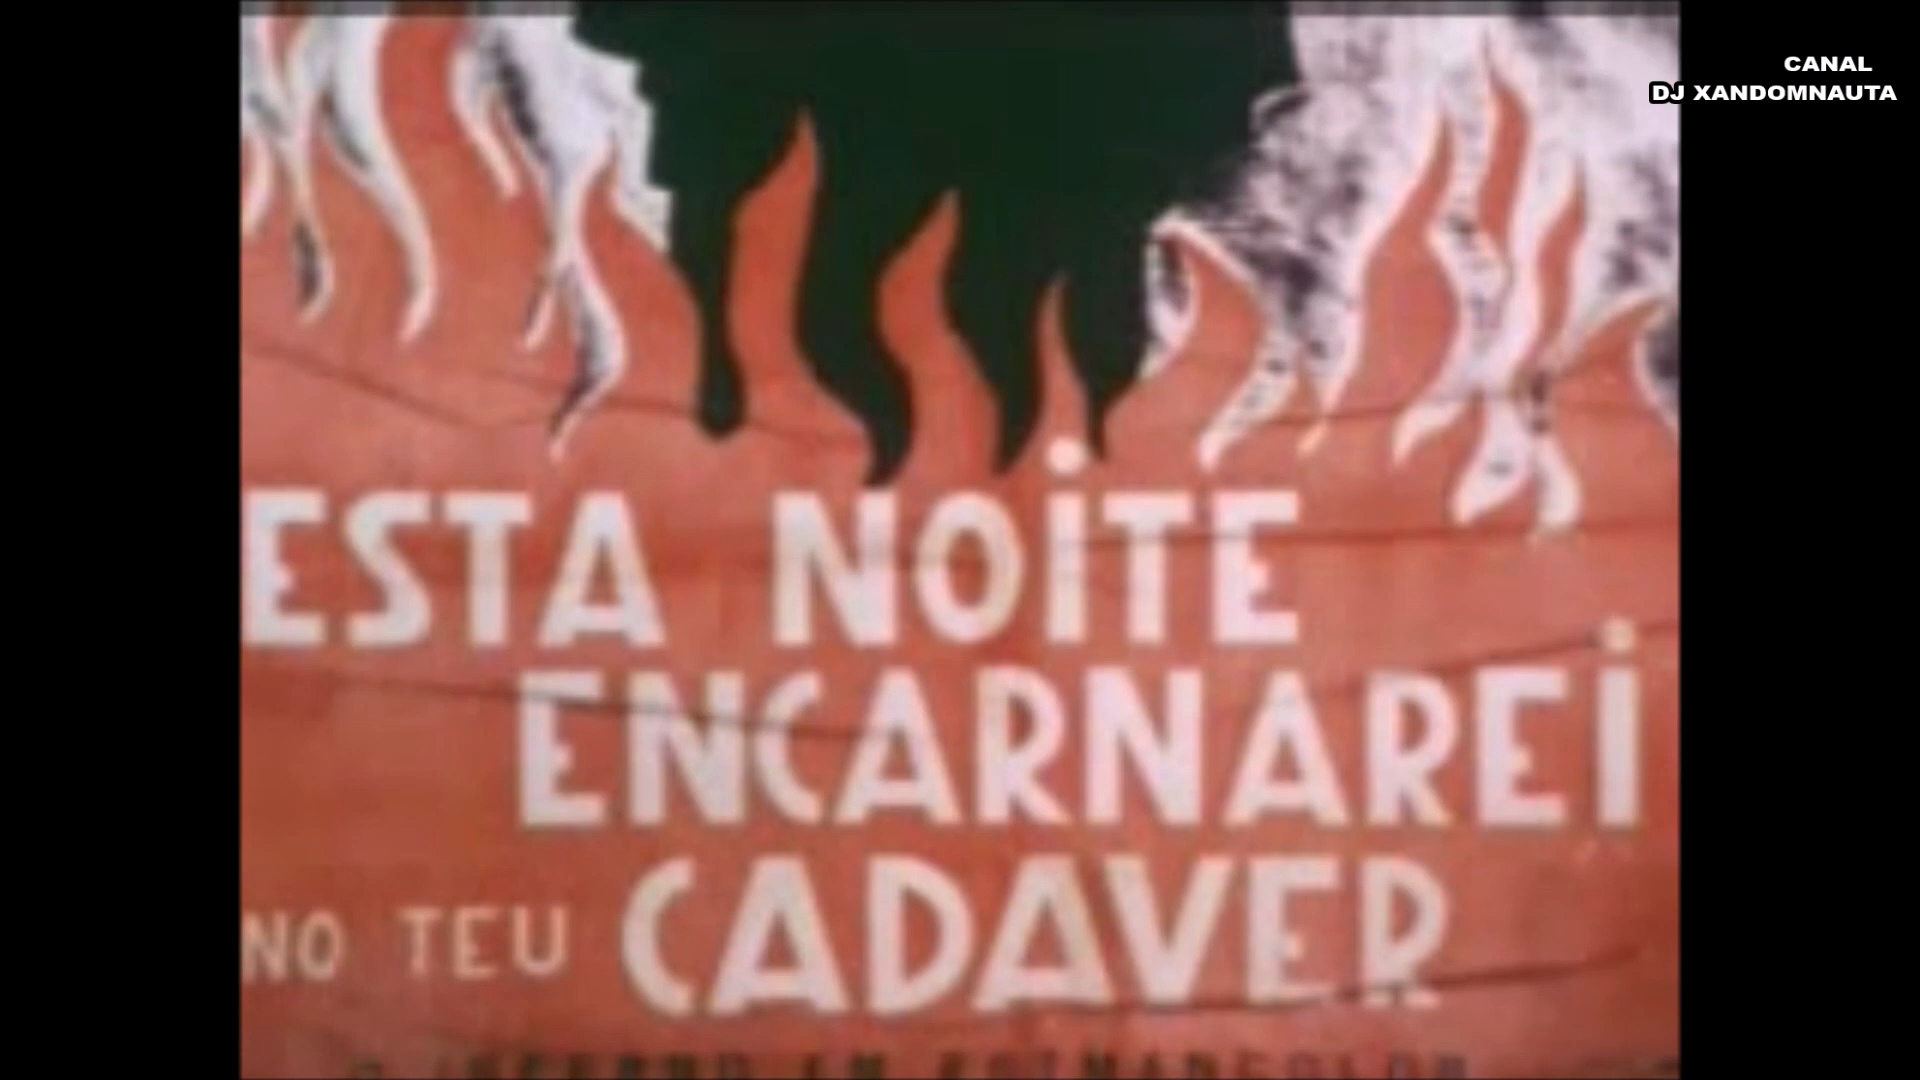 CANAL
DJ XANDOMNAUTA
ESTA NOiTE
ENCARNAREi
NO TEU CADAVER